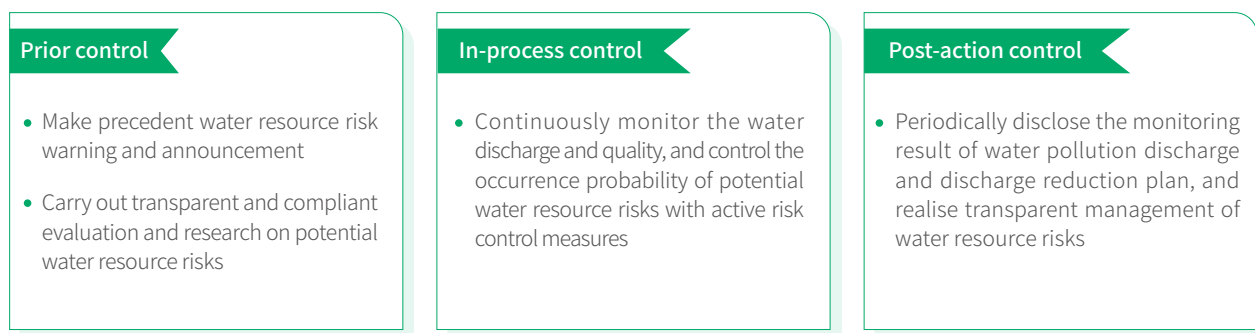 Prior control
Make precedent water resource risk
warning and announcement
Carry out transparent and compliant
evaluation and research on potential
water resource risks
In-process control
Continuously monitor the water
discharge and quality, and control the
occurrence probability of potential
water resource risks with active risk
control measures
Post-action control
Periodically disclose the monitoring
result of water pollution discharge
and discharge reduction plan, and
realise transparent management of
water resource risks